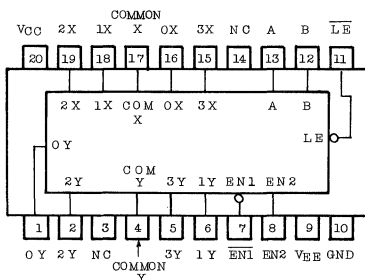 COMMON
VCC 2X 1X X 0X 3X NC A B LE
20 19 18 17 16 15 14 13 12 11
2X 1X COM 0X 3X A B
X
LE
0Y
COM
2Y Y 3Y 1Y EN1 EN2
1 2 3 4 5 6 7 8 9 10
0Y 2Y NC 3Y 1Y EN1 EN2 VEE GND
COMMON
Y